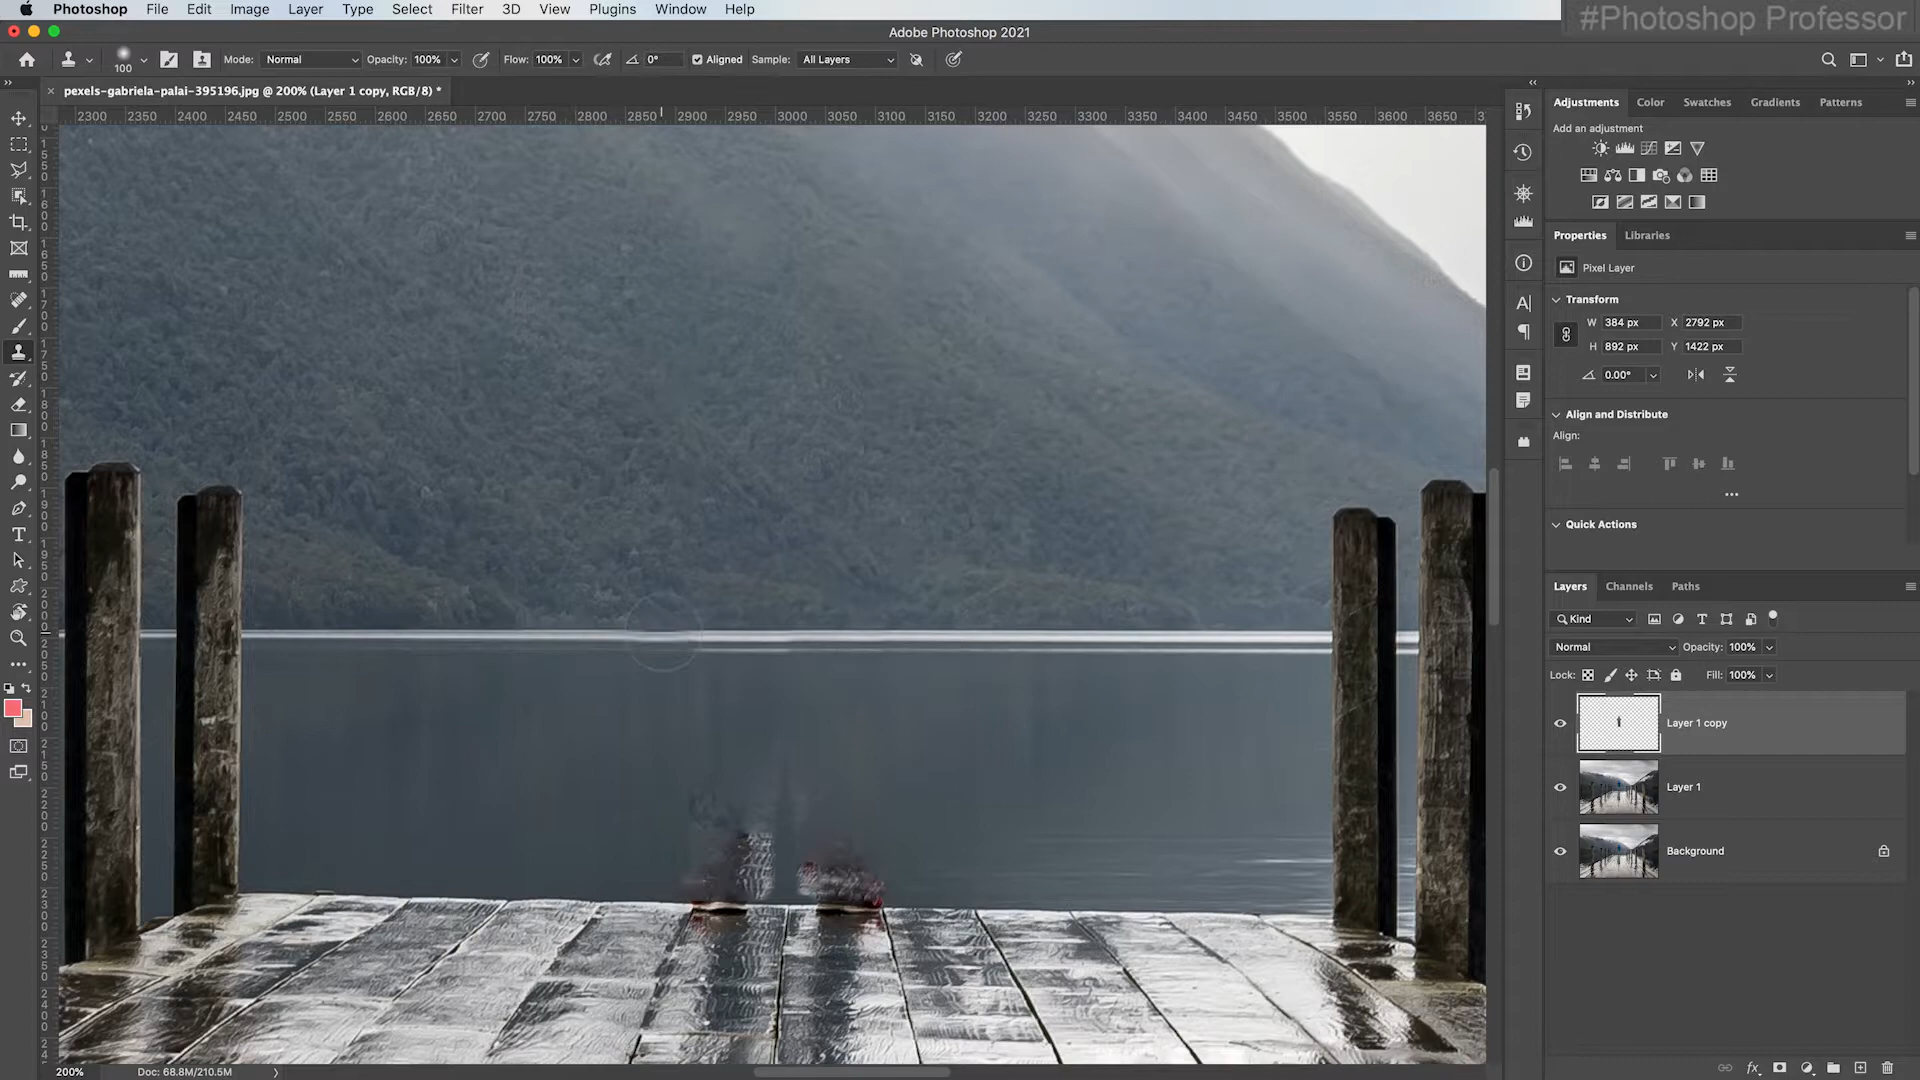 Photoshop File Edit Image Layer Type Select Filter 3D View Plugins Window Help
#Photoshop Professor
Adobe Photoshop 2021
100 Mode: Normal Opacity: 100% Flow: 100% 0° Aligned Sample: All Layers
pexels-gabriela-palai-395196.jpg @ 200% (Layer 1 copy, RGB/8) *
2300 2350 2400 2450 2500 2550 2600 2650 2700 2750 2800 2850 2900 2950 3000 3050 3100 3150 3200 3250 3300 3350 3400 3450 3500 3550 3600 3650
Adjustments Color Swatches Gradients Patterns
Add an adjustment
Properties Libraries
Pixel Layer
Transform
W 384 px X 2792 px
H 892 px Y 1422 px
0.00°
Align and Distribute
Align:
Quick Actions
Layers Channels Paths
Kind
Normal Opacity: 100%
Lock: Fill: 100%
Layer 1 copy
Layer 1
Background
200% Doc: 68.8M/210.5M